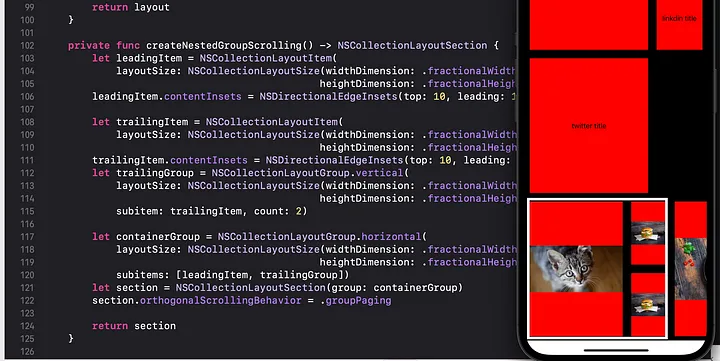 99 return layout
100 }
101
102 private func createNestedGroupScrolling() -> NSCollectionLayoutSection {
103 let leadingItem = NSCollectionLayoutItem(
104 layoutSize: NSCollectionLayoutSize(widthDimension: .fractionalWidth
105 heightDimension: .fractionalHeig
106 leadingItem.contentInsets = NSDirectionalEdgeInsets(top: 10, leading: 1
107
108 let trailingItem = NSCollectionLayoutItem(
109 layoutSize: NSCollectionLayoutSize(widthDimension: .fractionalWidth
110 heightDimension: .fractionalHeig
111 trailingItem.contentInsets = NSDirectionalEdgeInsets(top: 10, leading:
112 let trailingGroup = NSCollectionLayoutGroup.vertical(
113 layoutSize: NSCollectionLayoutSize(widthDimension: .fractionalWidth
114 heightDimension: .fractionalHeig
115 subitem: trailingItem, count: 2)
116
117 let containerGroup = NSCollectionLayoutGroup.horizontal(
118 layoutSize: NSCollectionLayoutSize(widthDimension: .fractionalWidth
119 heightDimension: .fractionalHeig
120 subitems: [leadingItem, trailingGroup])
121 let section = NSCollectionLayoutSection(group: containerGroup)
122 section.orthogonalScrollingBehavior = .groupPaging
123
124 return section
125 }
126
linkdin title
twitter title